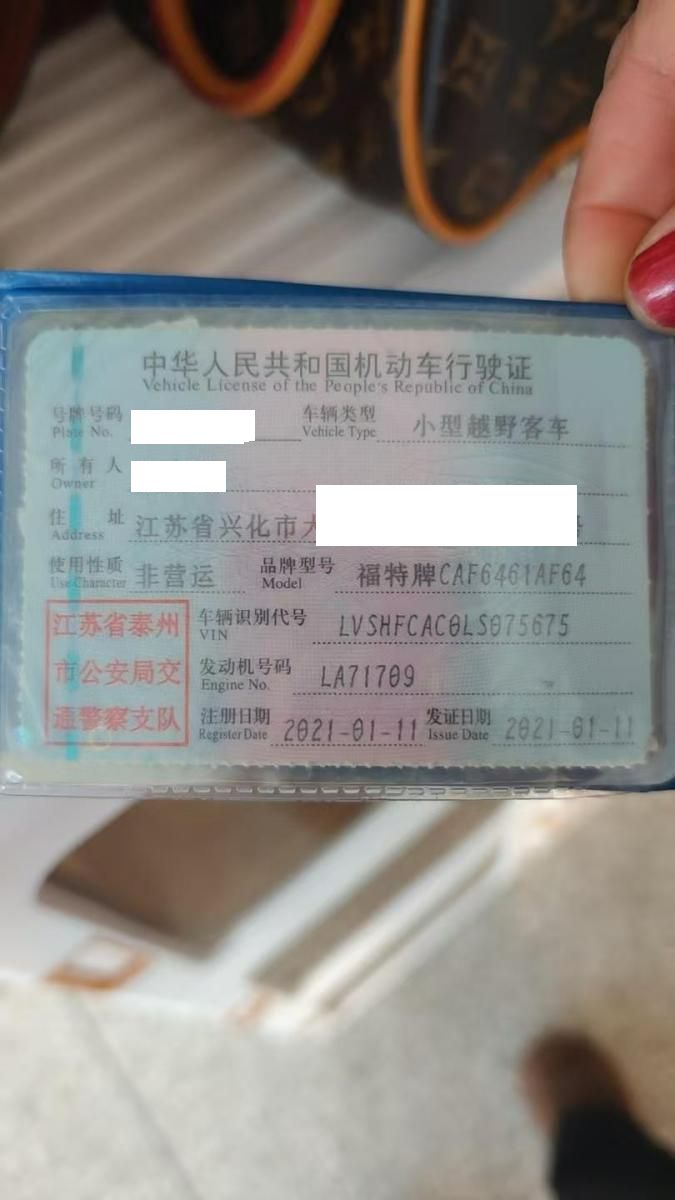 中华人民共和国机动车行驶证
Vehicle License of the People's Republic of China
号牌号码 车辆类型 小型越野客车
Plate No. Vehicle Type
所有人
Owner
住址 江苏省兴化市
Address
使用性质 非营运 品牌型号 福特牌CAF6461AF64
Use Character Model
江苏省泰州 车辆识别代号 LVSHFCAC0LS075675
VIN
市公安局交 发动机号码 LA71709
Engine No.
通警察支队 注册日期 2021-01-11 发证日期 2021-01-11
Register Date Issue Date